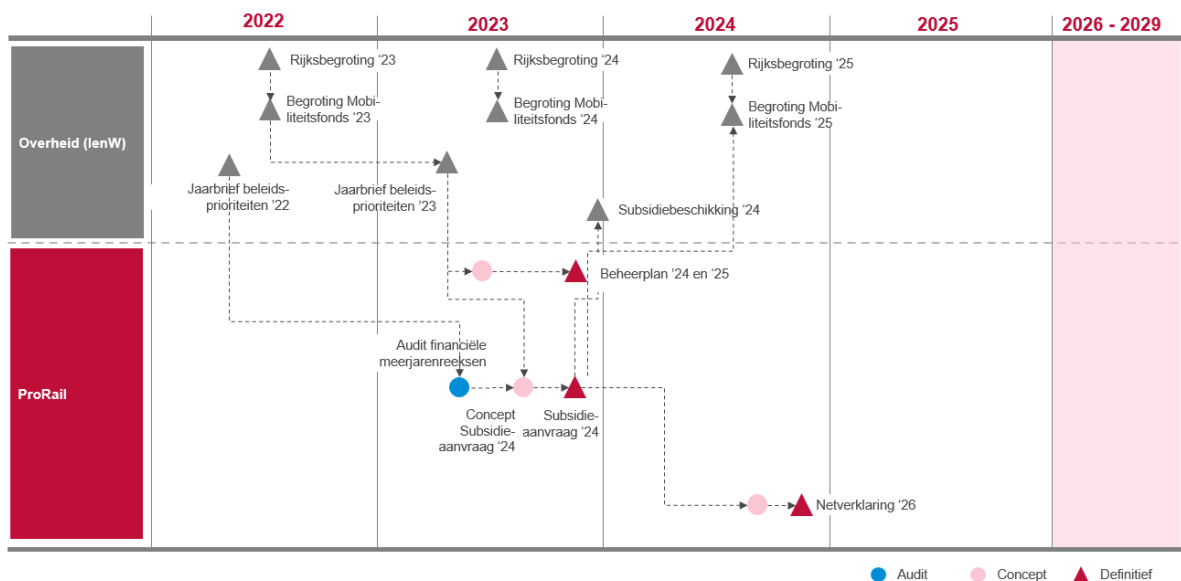 2022
2023
2024
2025
2026 - 2029
Overheid (IenW)
Rijksbegroting ‘23
Rijksbegroting ‘24
Rijksbegroting ‘25
Begroting Mobi-
liteitsfonds ‘23
Begroting Mobi-
liteitsfonds ‘24
Begroting Mobi-
liteitsfonds ‘25
Jaarbrief beleids-
prioriteiten ’22
Jaarbrief beleids-
prioriteiten ’23
Subsidiebeschikking ‘24
ProRail
Beheerplan ’24 en ‘25
Audit financiële
meerjarenreeksen
Concept
Subsidie-
aanvraag ‘24
Subsidie-
aanvraag ‘24
Netverklaring ‘26
Audit
Concept
Definitief